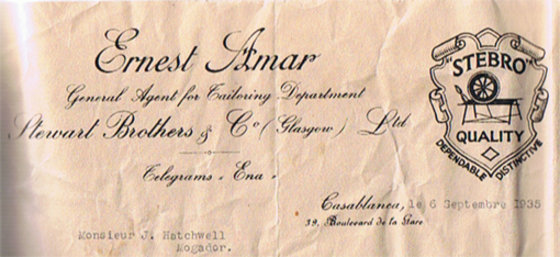 Ernest Amar
General Agent for Tailoring Department
Stewart Brothers & Co (Glasgow) Ltd
Telegrams "Ena"
"STEBRO"
QUALITY
DEPENDABLE DISTINCTIVE
Casablanca, le 6 Septembre 1935
39, Boulevard de la Gare
Monsieur J. Hatchwell
Mogador.